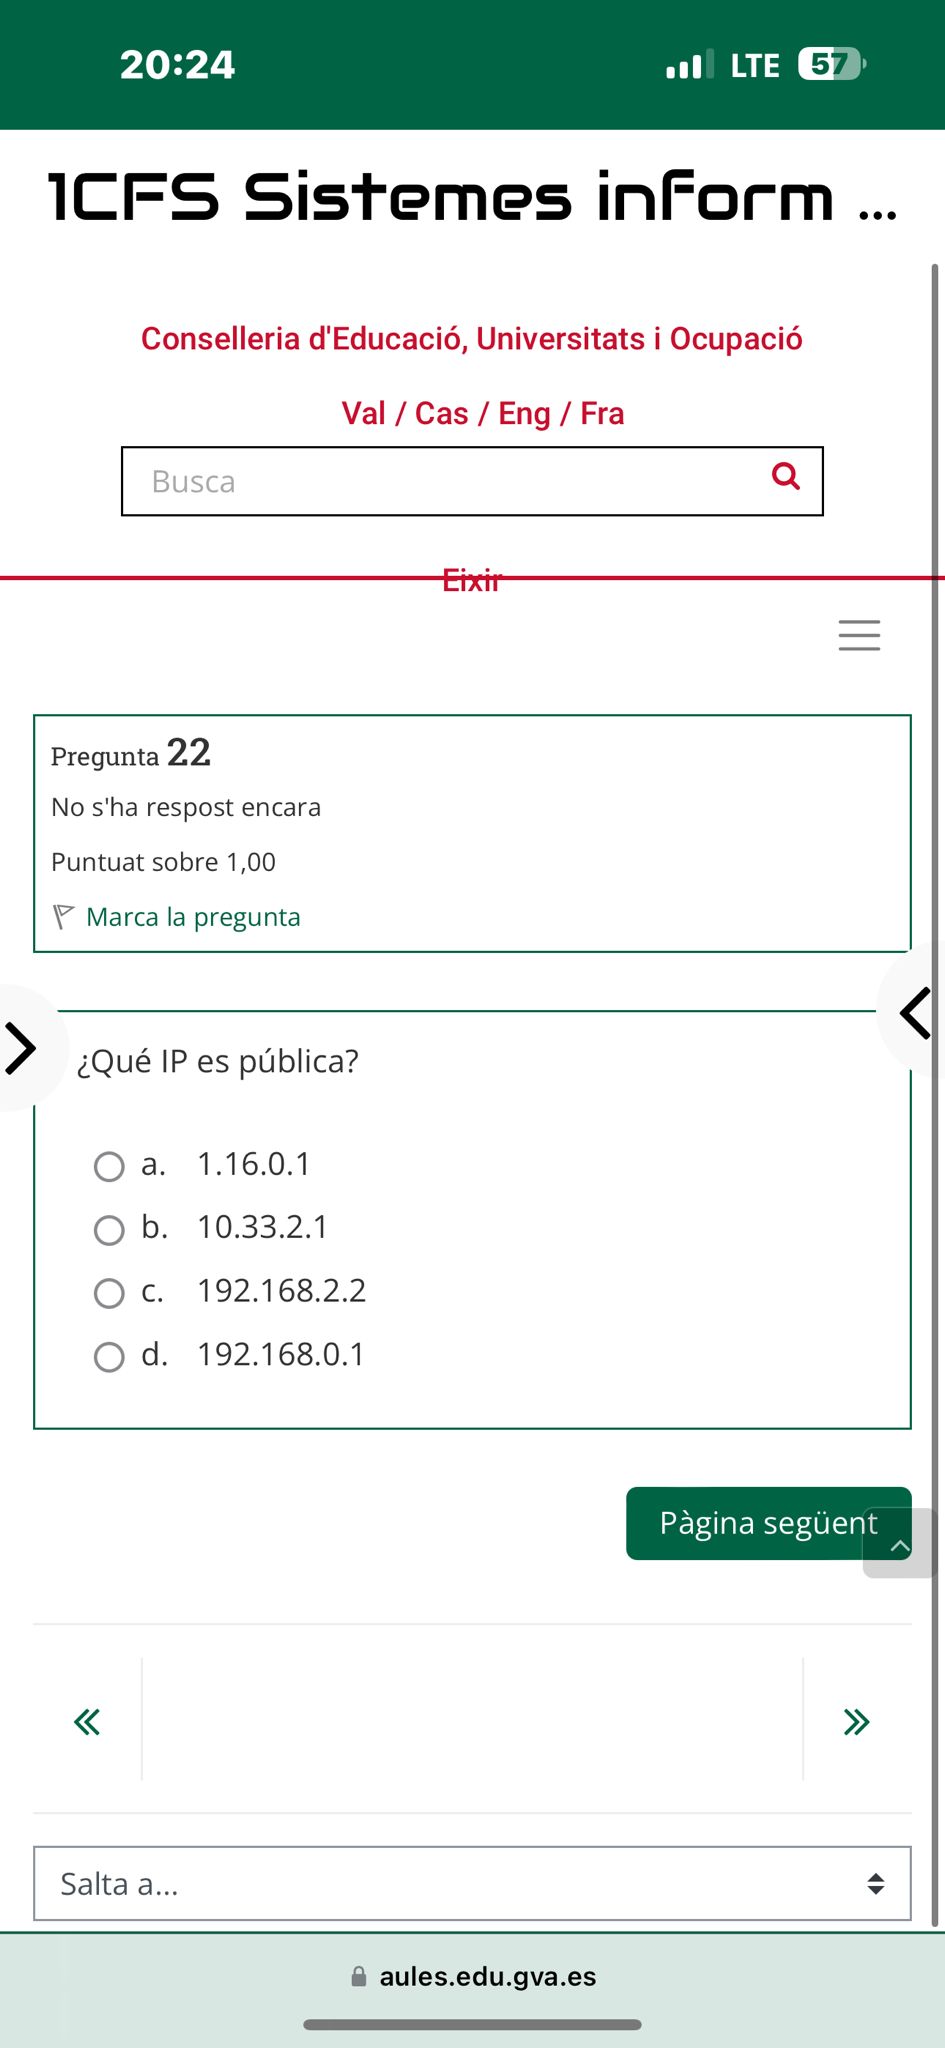 20:24
LTE 57
1CFS Sistemes inform ...
Conselleria d'Educació, Universitats i Ocupació
Val / Cas / Eng / Fra
Busca
Eixir
Pregunta 22
No s'ha respost encara
Puntuat sobre 1,00
Marca la pregunta
¿Qué IP es pública?
a. 1.16.0.1
b. 10.33.2.1
c. 192.168.2.2
d. 192.168.0.1
Pàgina següent
Salta a...
aules.edu.gva.es